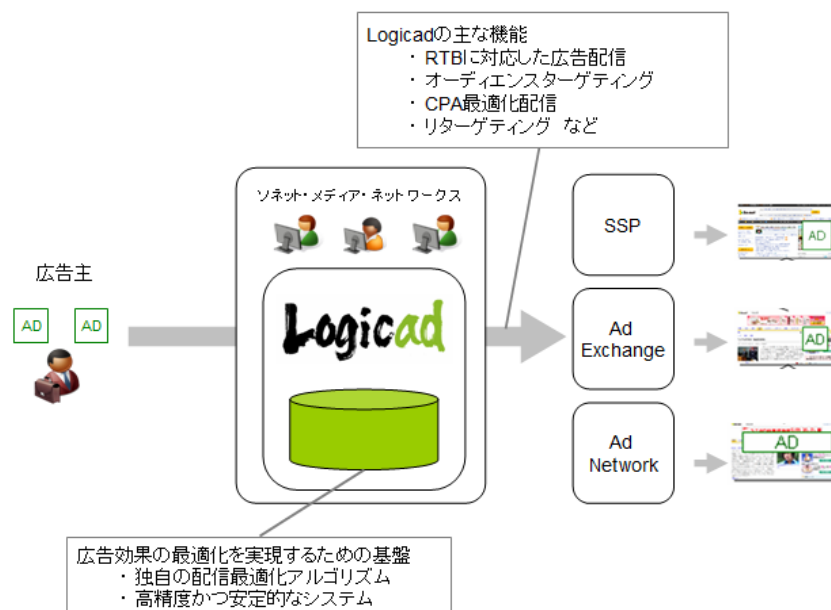 Logicadの主な機能
・RTBに対応した広告配信
・オーディエンスターゲティング
・CPA最適化配信
・リターゲティング など
ソネット・メディア・ネットワークス
SSP
AD
広告主
AD AD
Logicad
Ad
Exchange
AD
Ad
Network
AD
広告効果の最適化を実現するための基盤
・独自の配信最適化アルゴリズム
・高精度かつ安定的なシステム